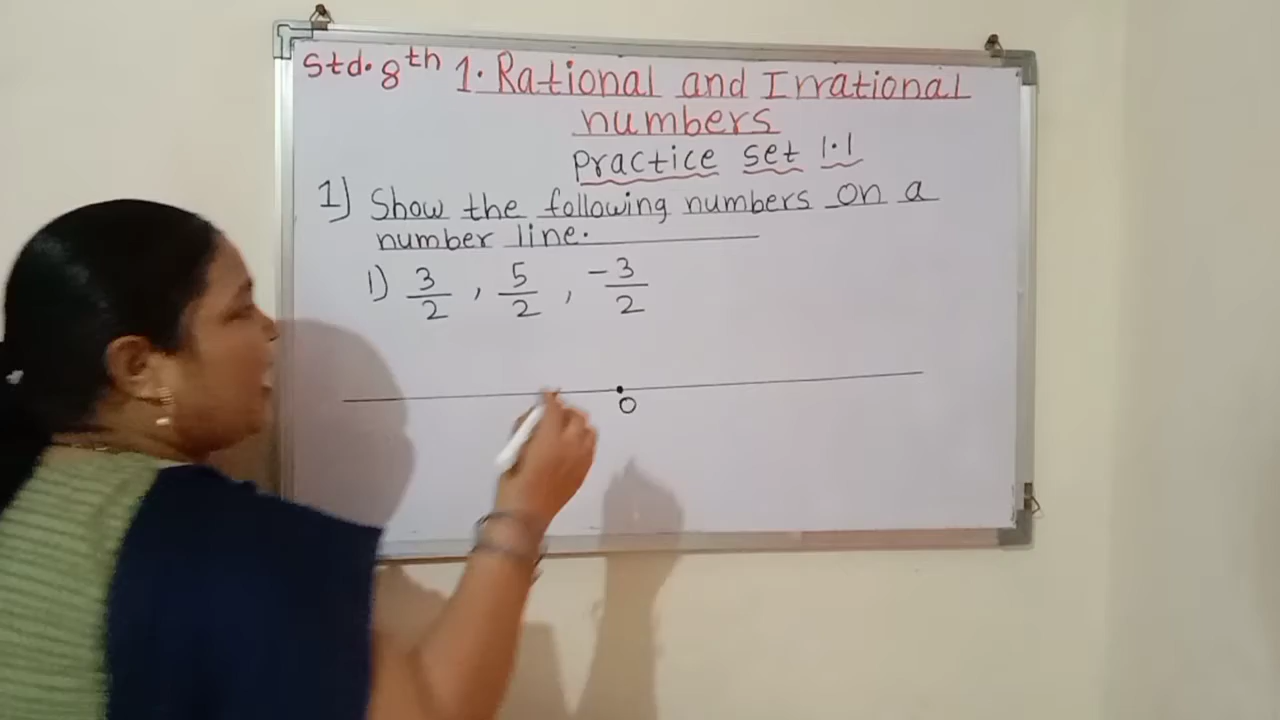 Std. 8th 1. Rational and Irrational
numbers
Practice set 1.1
1) Show the following numbers on a
number line.
1) 3/2 , 5/2 , -3/2
0